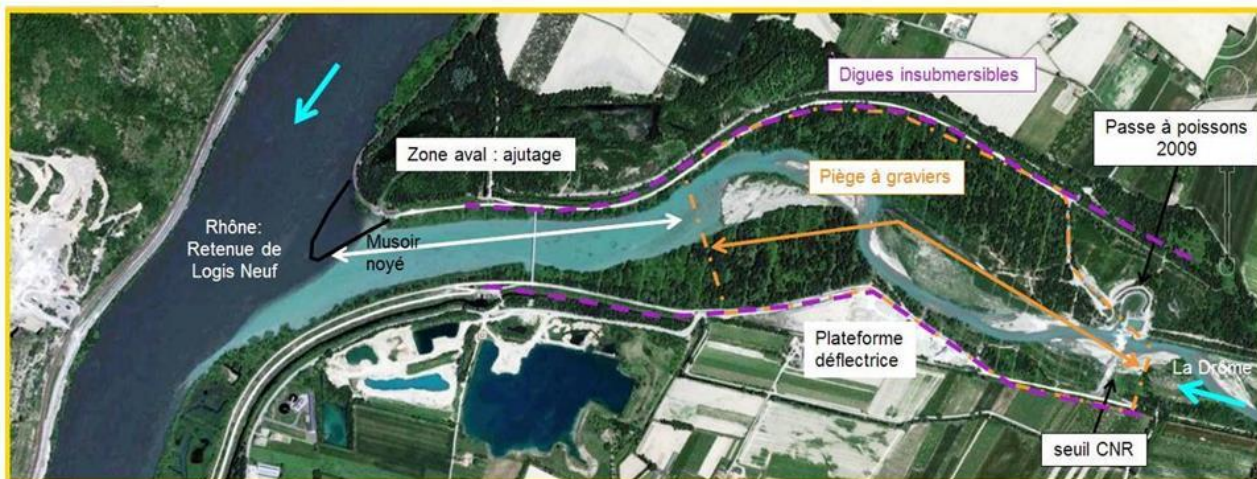 Digues insubmersibles
Passe à poissons
2009
Zone aval : ajutage
Piège à graviers
Rhône:
Retenue de
Logis Neuf
Musoir
noyé
Plateforme
déflectrice
La Drôme
seuil CNR